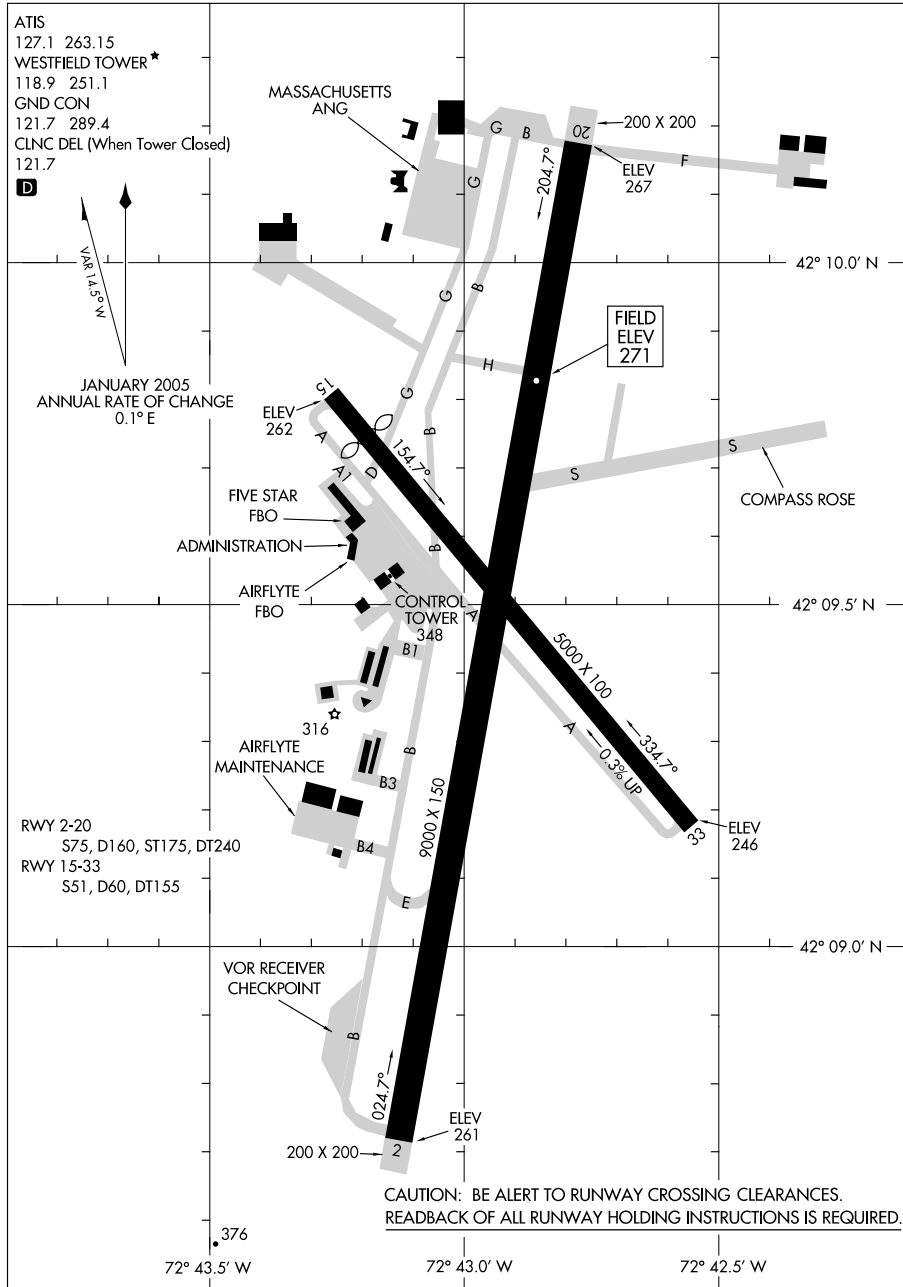 ATIS
127.1 263.15
WESTFIELD TOWER★
118.9 251.1
GND CON
121.7 289.4
CLNC DEL (When Tower Closed)
121.7
D
VAR 14.5° W
JANUARY 2005
ANNUAL RATE OF CHANGE
0.1° E
MASSACHUSETTS
ANG
G
B
20
200 X 200
F
ELEV
267
204.7°
G
42° 10.0' N
G
B
FIELD
ELEV
271
H
15
ELEV
262
G
A
B
154.7°
A1
D
S
S
COMPASS ROSE
FIVE STAR
FBO
ADMINISTRATION
B
AIRFLYTE
FBO
CONTROL
TOWER
348
A
42° 09.5' N
B1
5000 X 100
316
A
334.7°
0.3% UP
AIRFLYTE
MAINTENANCE
B
B3
9000 X 150
33
ELEV
246
RWY 2-20
S75, D160, ST175, DT240
RWY 15-33
S51, D60, DT155
B4
E
42° 09.0' N
VOR RECEIVER
CHECKPOINT
B
024.7°
ELEV
261
200 X 200
2
CAUTION: BE ALERT TO RUNWAY CROSSING CLEARANCES.
READBACK OF ALL RUNWAY HOLDING INSTRUCTIONS IS REQUIRED.
376
72° 43.5' W
72° 43.0' W
72° 42.5' W